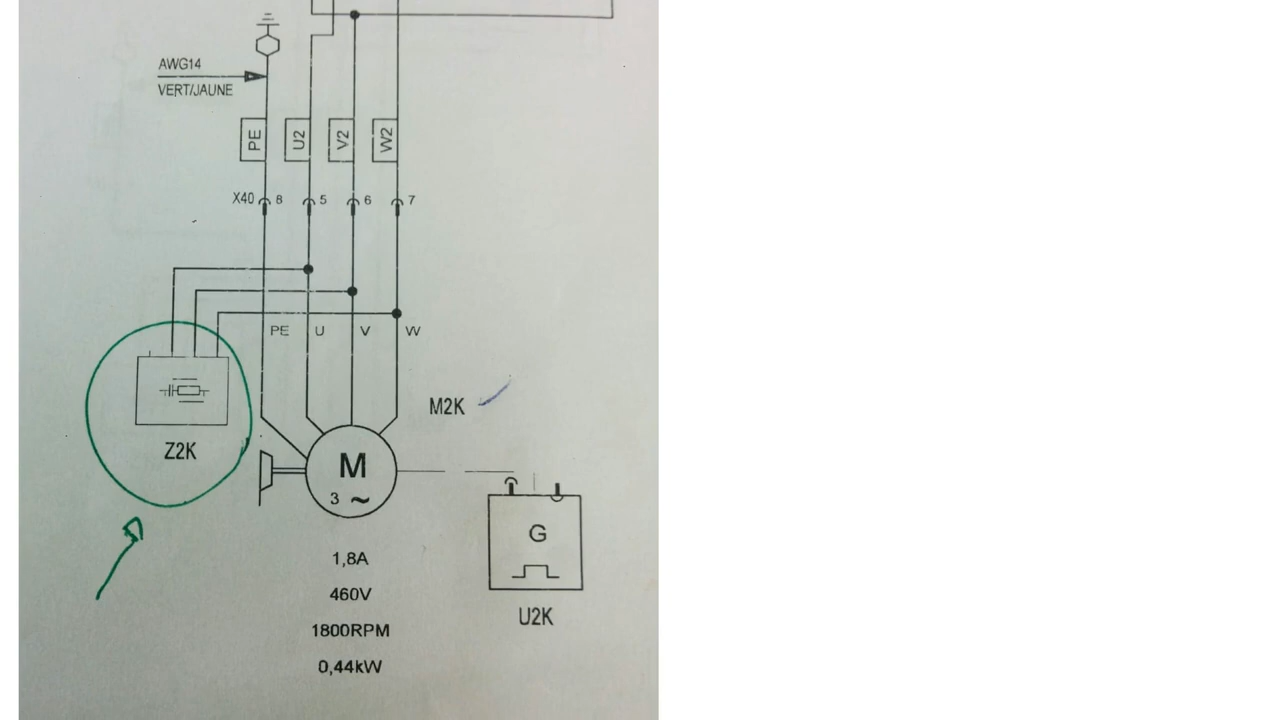 AWG14
VERT/JAUNE
PE U2 V2 W2
X40 8 5 6 7
PE U V W
M2K
Z2K
M
3 ~
G
1,8A
460V
1800RPM
0,44kW
U2K